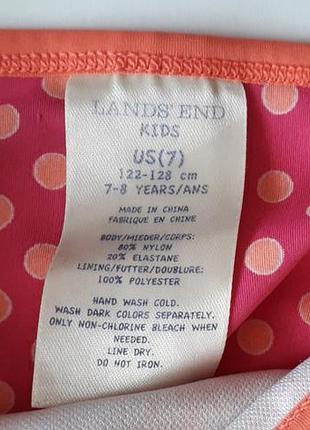 LANDS' END
KIDS
US(7)
122-128 cm
7-8 YEARS/ANS
MADE IN CHINA
FABRIQUE EN CHINE
BODY/MIEDER/CORPS:
80% NYLON
20% ELASTANE
LINING/FUTTER/DOUBLURE:
100% POLYESTER
HAND WASH COLD.
WASH DARK COLORS SEPARATELY.
ONLY NON-CHLORINE BLEACH WHEN
NEEDED.
LINE DRY.
DO NOT IRON.